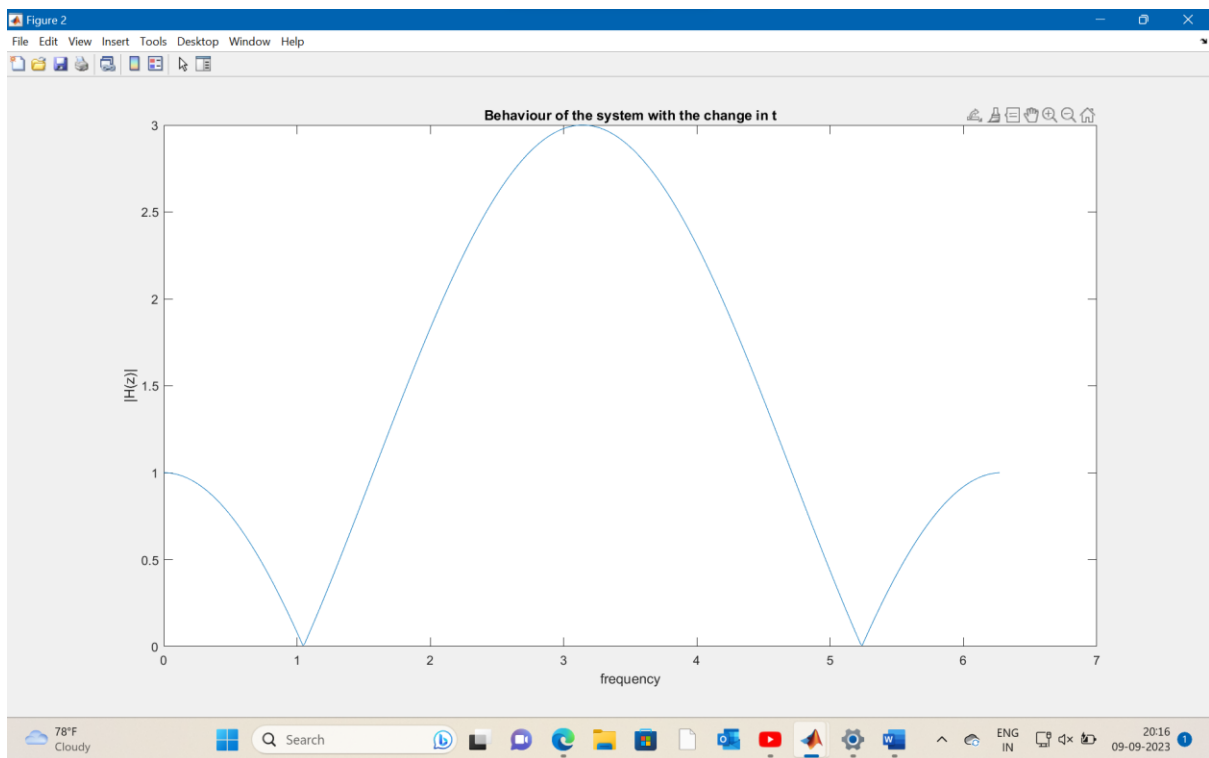 Figure 2
File Edit View Insert Tools Desktop Window Help
Behaviour of the system with the change in t
3
2.5
2
|H(z)|
1.5
1
0.5
0
0 1 2 3 4 5 6 7
frequency
78°F
Cloudy
Search
ENG
IN
20:16
09-09-2023
1